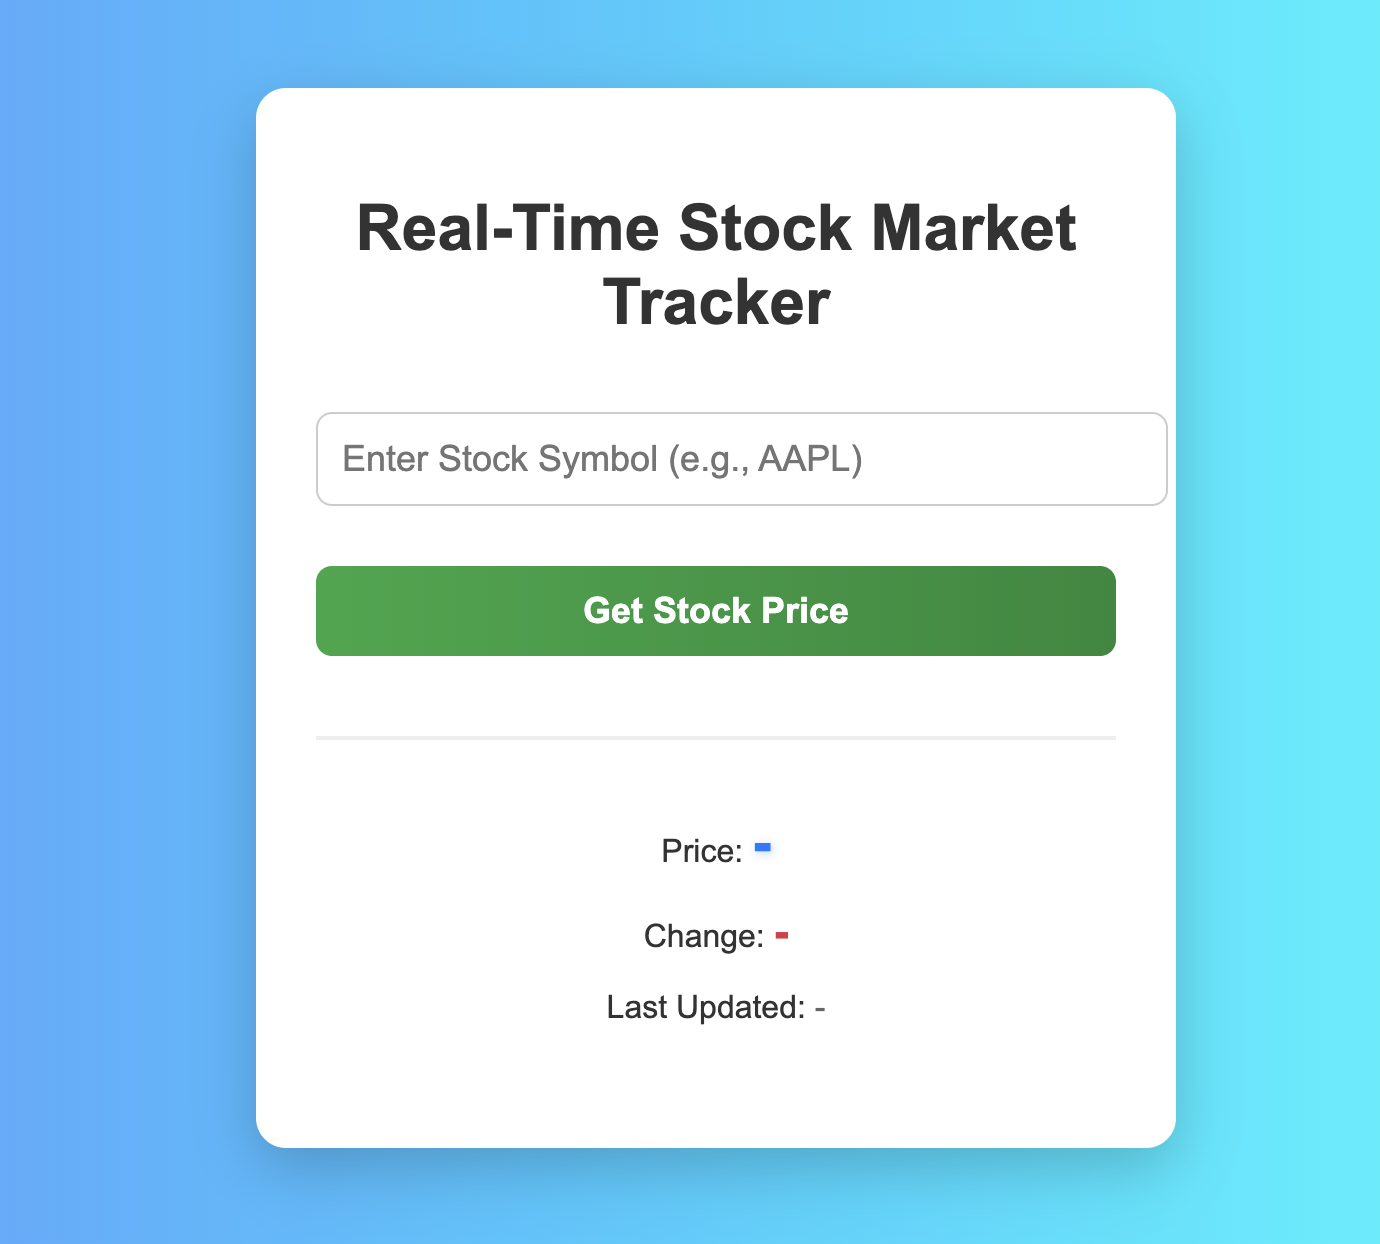 Real-Time Stock Market
Tracker
Enter Stock Symbol (e.g., AAPL)
Get Stock Price
Price: -
Change: -
Last Updated: -